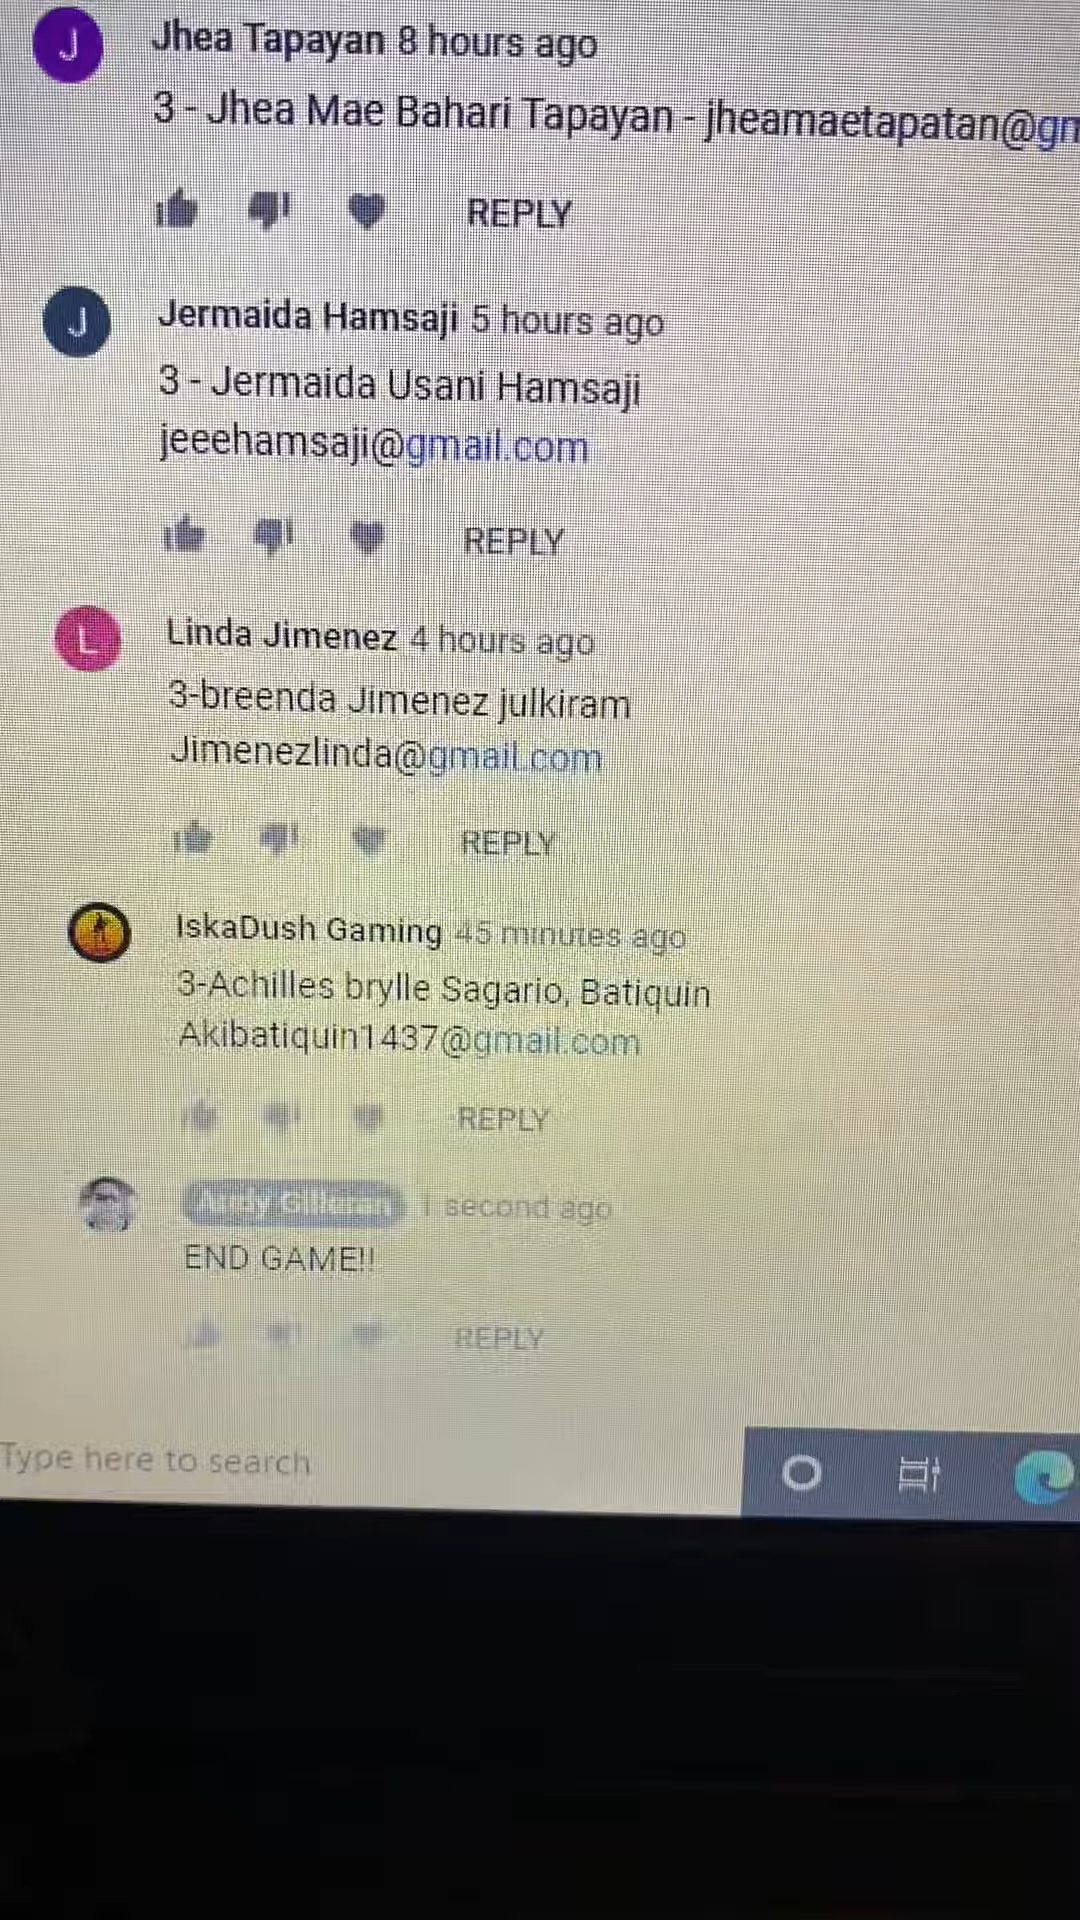 J
Jhea Tapayan 8 hours ago
3 - Jhea Mae Bahari Tapayan - jheamaetapatan@gm
REPLY
J
Jermaida Hamsaji 5 hours ago
3 - Jermaida Usani Hamsaji
jeeehamsaji@gmail.com
REPLY
L
Linda Jimenez 4 hours ago
3-breenda Jimenez julkiram
Jimenezlinda@gmail.com
REPLY
IskaDush Gaming 45 minutes ago
3-Achilles brylle Sagario, Batiquin
Akibatiquin1437@gmail.com
REPLY
Andy 1 second ago
END GAME!!
REPLY
Type here to search